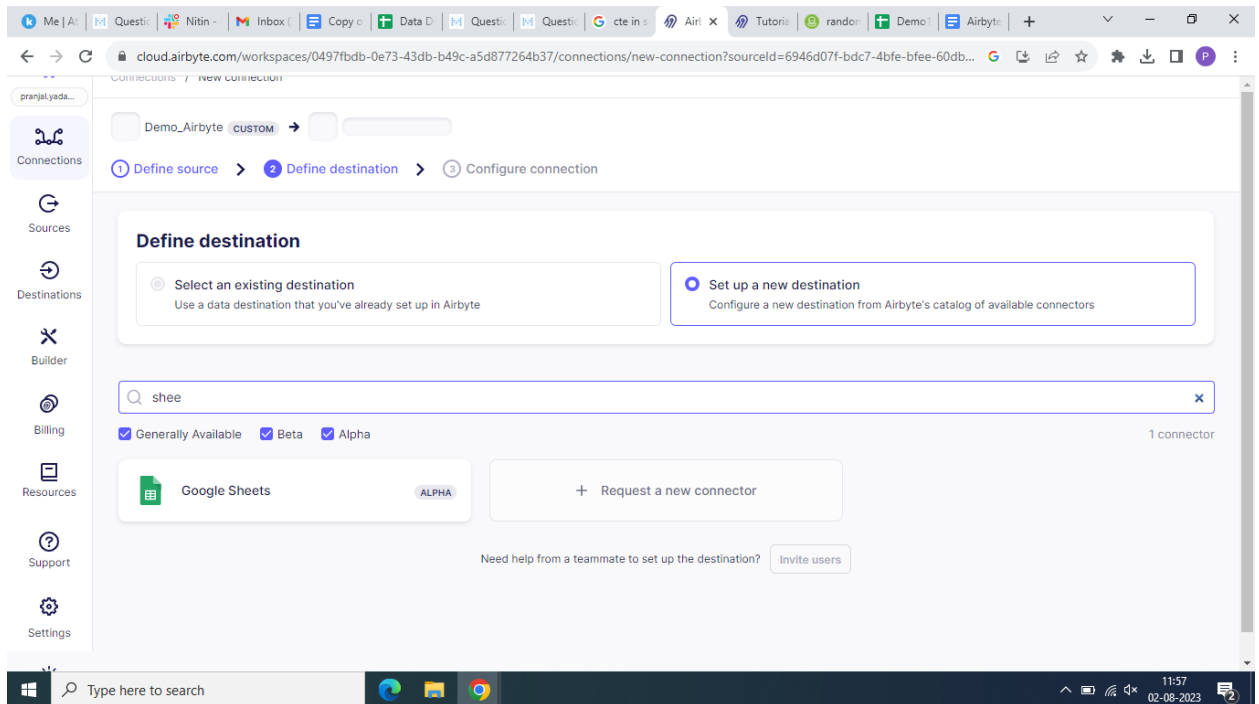 Me | At Questic Nitin - Inbox ( Copy o Data D Questic Questic cte in s Airl Tutoria randor Demo1 Airbyte
cloud.airbyte.com/workspaces/0497fbdb-0e73-43db-b49c-a5d877264b37/connections/new-connection?sourceId=6946d07f-bdc7-4bfe-bfee-60db... G P
Connections / New connection
pranjal.yada...
Demo_Airbyte CUSTOM
Connections
1 Define source 2 Define destination 3 Configure connection
Sources
Define destination
Destinations
Select an existing destination
Use a data destination that you've already set up in Airbyte
Set up a new destination
Configure a new destination from Airbyte's catalog of available connectors
Builder
shee
Billing
Generally Available Beta Alpha 1 connector
Resources
Google Sheets ALPHA + Request a new connector
Support
Need help from a teammate to set up the destination? Invite users
Settings
Type here to search
11:57
02-08-2023
2